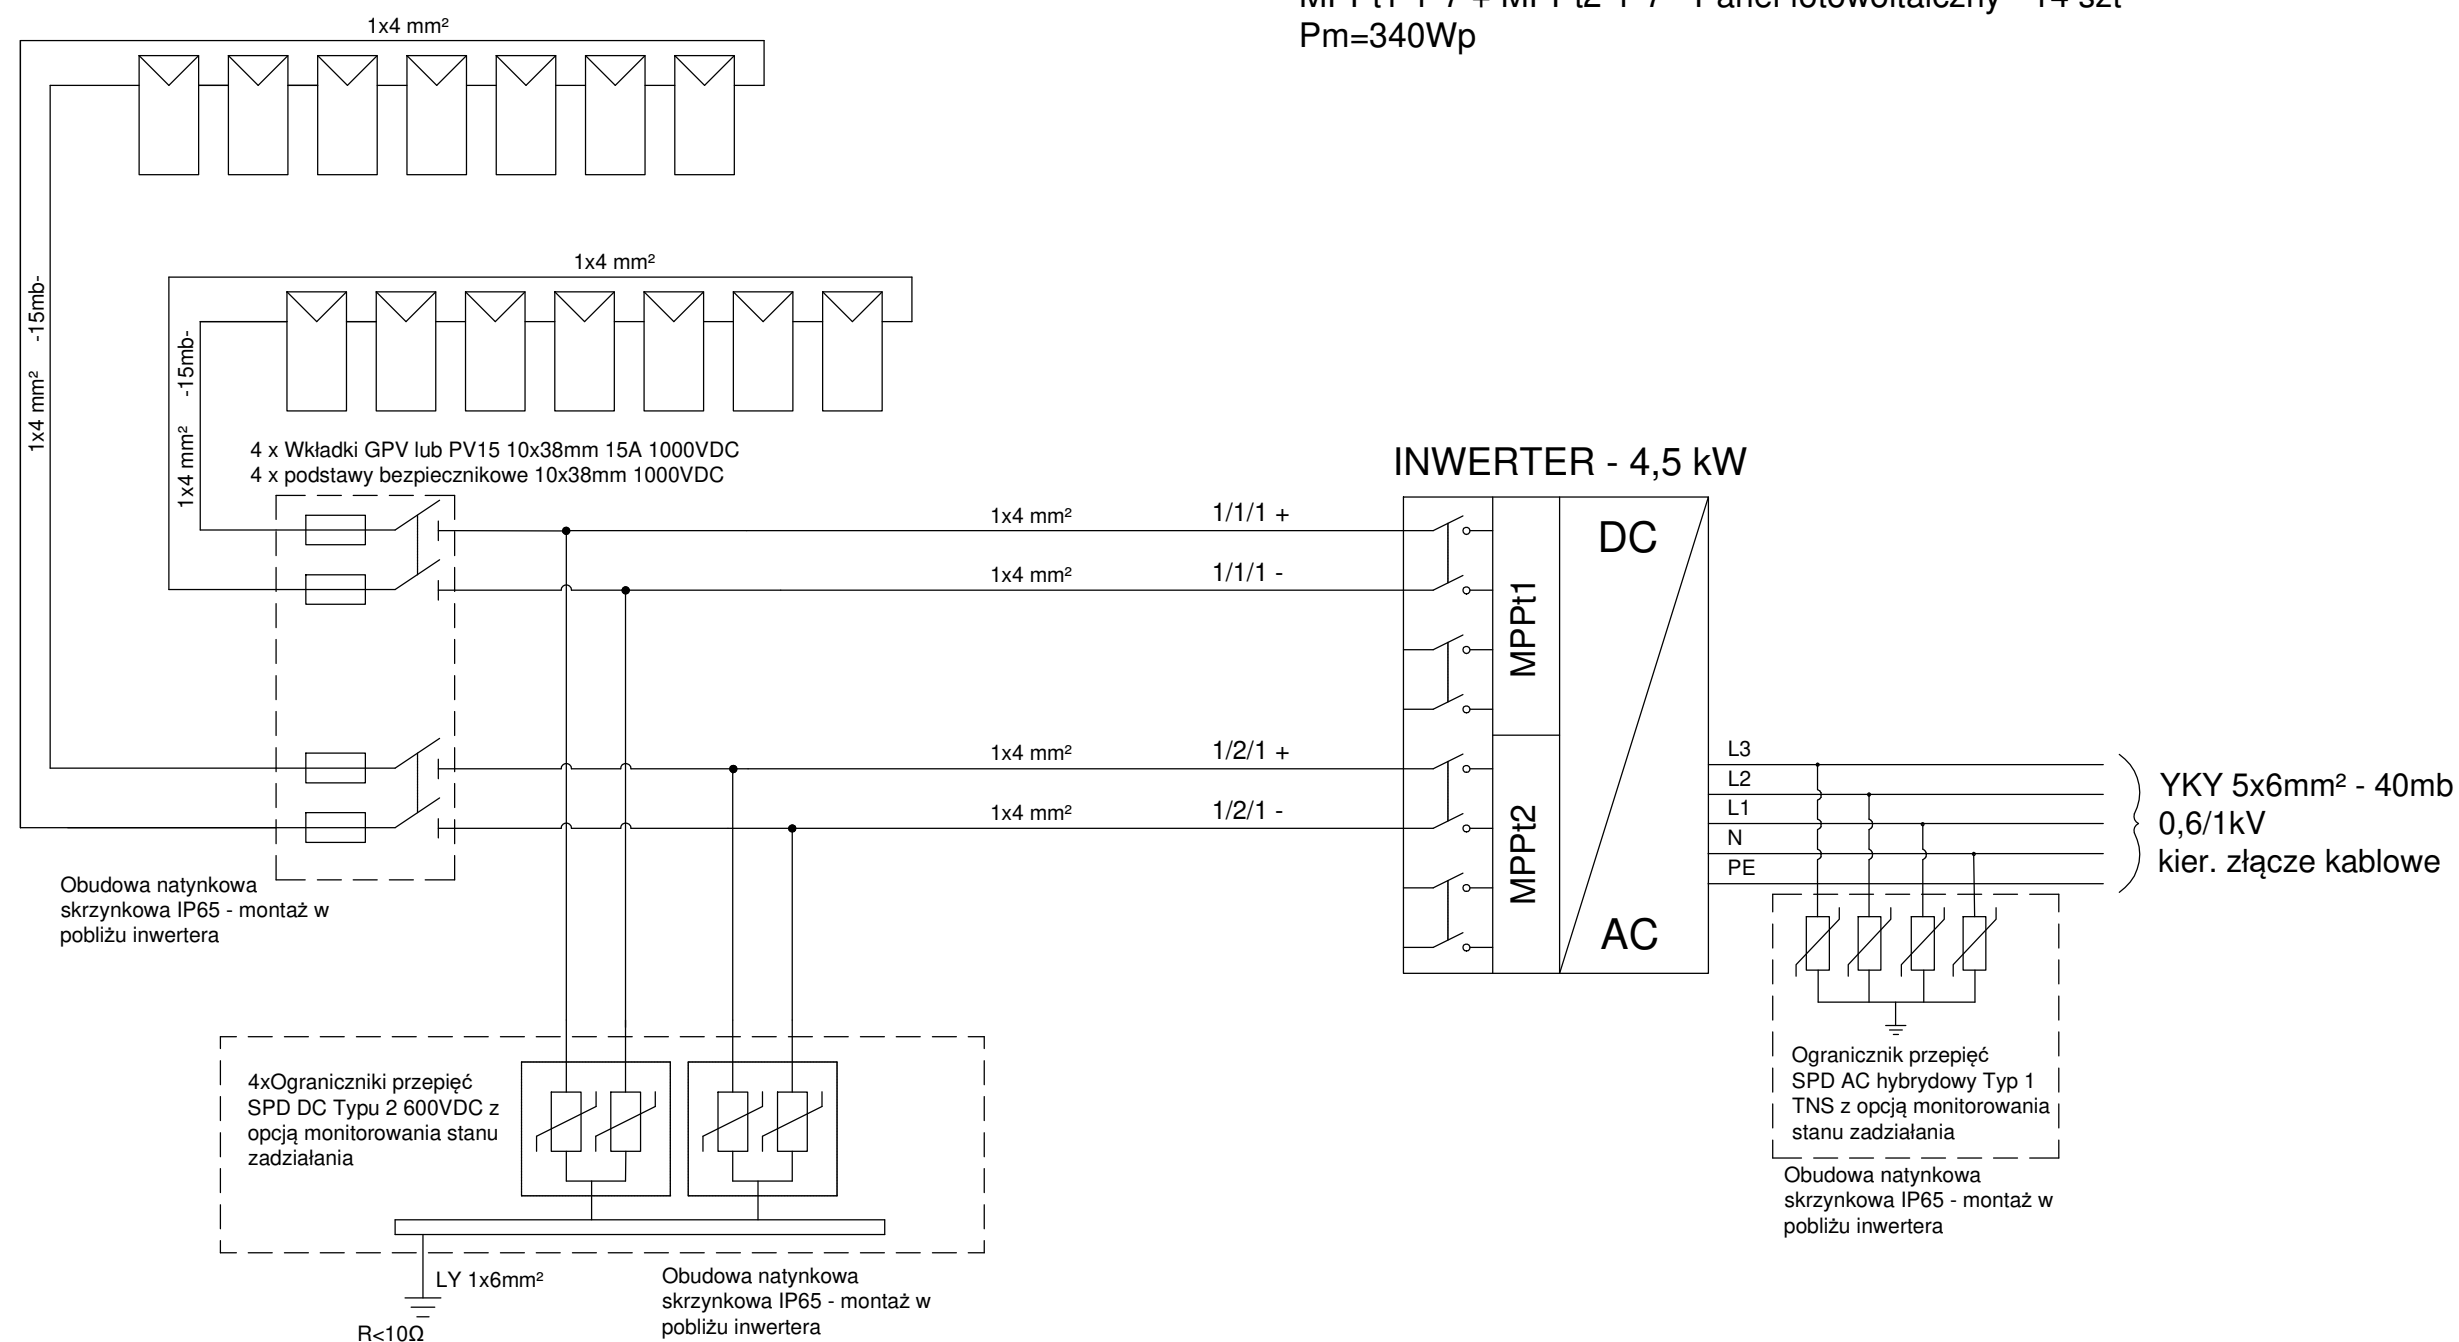 Pm=340Wp
1x4 mm²
1x4 mm²
1x4 mm² -15mb-
1x4 mm² -15mb-
4 x Wkładki GPV lub PV15 10x38mm 15A 1000VDC
4 x podstawy bezpiecznikowe 10x38mm 1000VDC
INWERTER - 4,5 kW
1x4 mm² 1/1/1 +
1x4 mm² 1/1/1 -
1x4 mm² 1/2/1 +
1x4 mm² 1/2/1 -
DC
MPPt1
MPPt2
AC
L3
L2
L1
N
PE
YKY 5x6mm² - 40mb
0,6/1kV
kier. złącze kablowe
Obudowa natynkowa
skrzynkowa IP65 - montaż w
pobliżu inwertera
4xOgraniczniki przepięć
SPD DC Typu 2 600VDC z
opcją monitorowania stanu
zadziałania
Ogranicznik przepięć
SPD AC hybrydowy Typ 1
TNS z opcją monitorowania
stanu zadziałania
Obudowa natynkowa
skrzynkowa IP65 - montaż w
pobliżu inwertera
LY 1x6mm²
R<10Ω
Obudowa natynkowa
skrzynkowa IP65 - montaż w
pobliżu inwertera